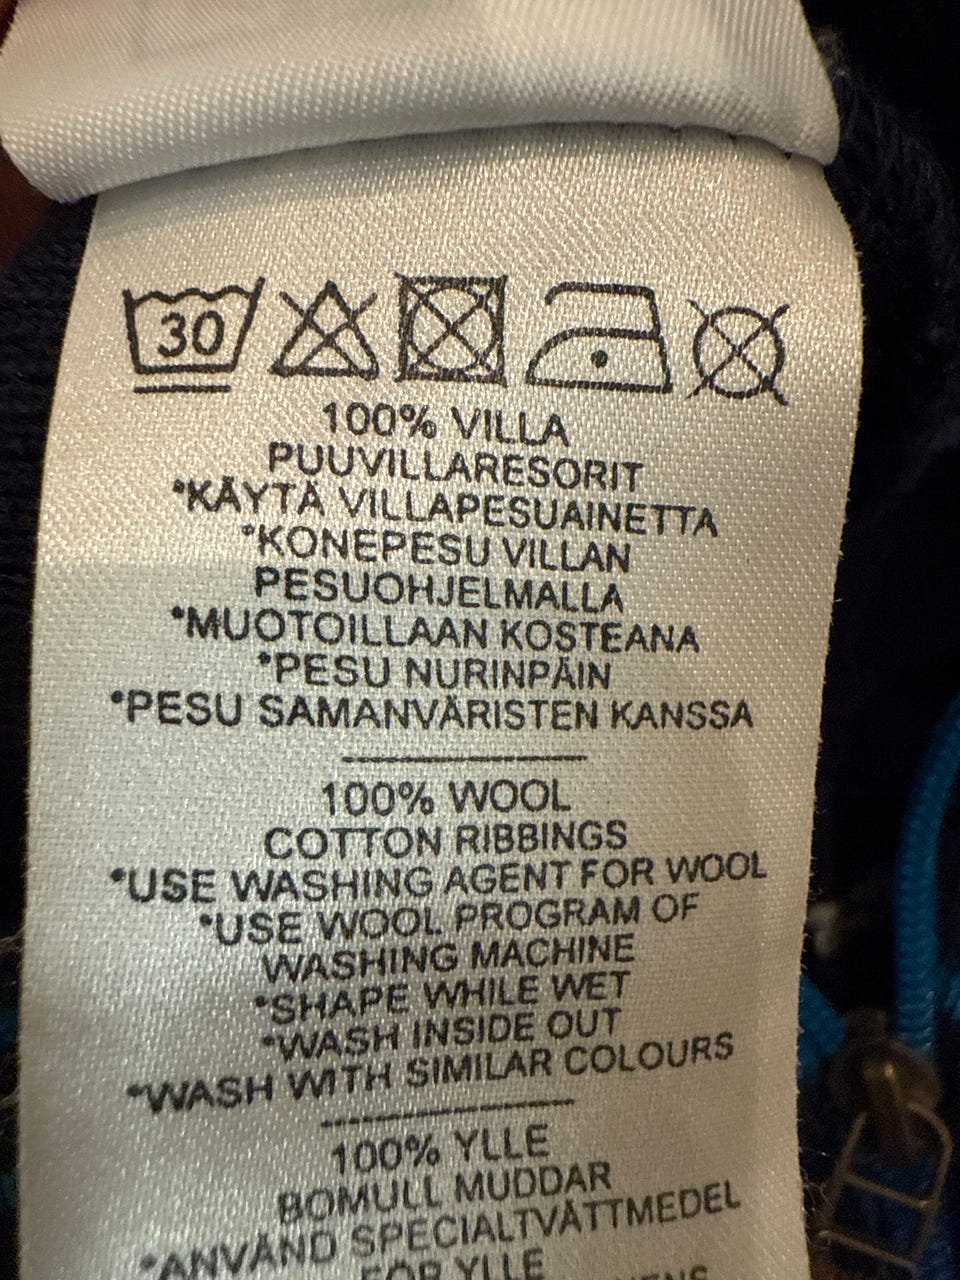 30
100% VILLA
PUUVILLARESORIT
*KÄYTÄ VILLAPESUAINETTA
*KONEPESU VILLAN
PESUOHJELMALLA
*MUOTOILLAAN KOSTEANA
*PESU NURINPÄIN
*PESU SAMANVÄRISTEN KANSSA
100% WOOL
COTTON RIBBINGS
*USE WASHING AGENT FOR WOOL
*USE WOOL PROGRAM OF
WASHING MACHINE
*SHAPE WHILE WET
*WASH INSIDE OUT
*WASH WITH SIMILAR COLOURS
100% YLLE
BOMULL MUDDAR
*ANVÄND SPECIALTVÄTTMEDEL
FÖR YLLE